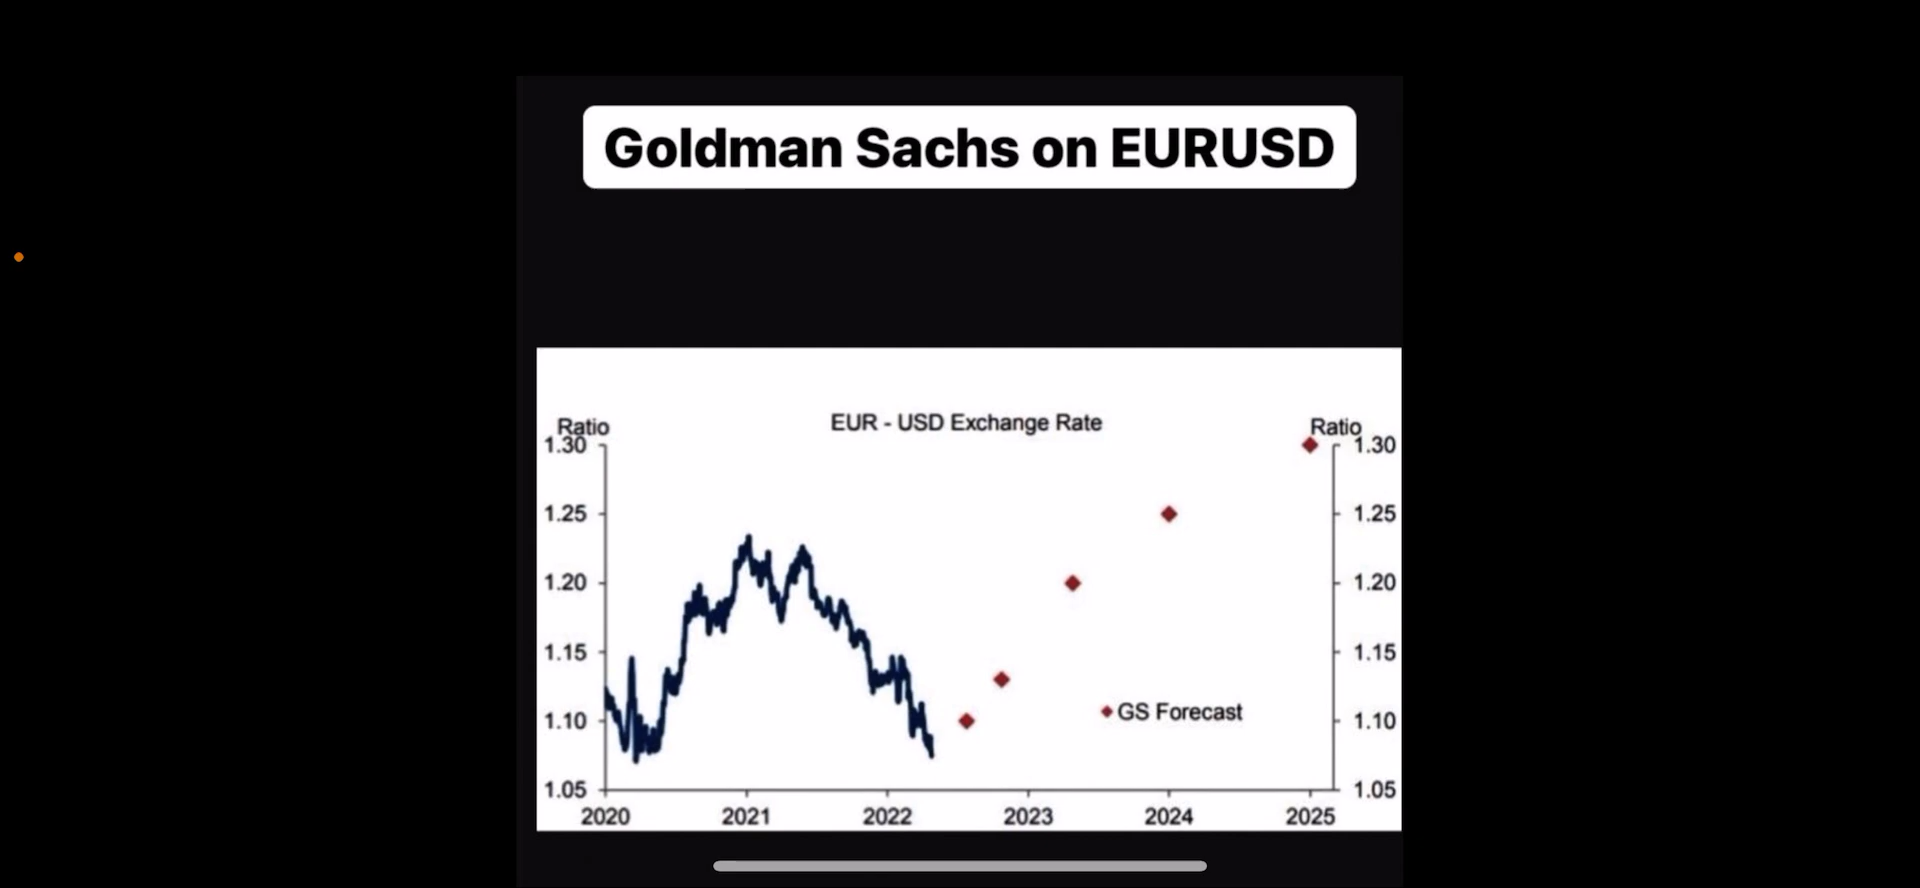 Goldman Sachs on EURUSD
EUR - USD Exchange Rate
Ratio
Ratio
1.30
1.30
1.25
1.25
1.20
1.20
1.15
1.15
GS Forecast
1.10
1.10
1.05
1.05
2020 2021 2022 2023 2024 2025